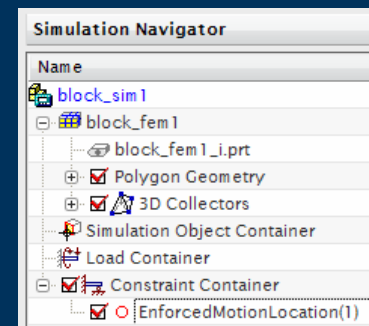 Simulation Navigator
Name
block_sim1
block_fem1
block_fem1_i.prt
Polygon Geometry
3D Collectors
Simulation Object Container
Load Container
Constraint Container
EnforcedMotionLocation(1)